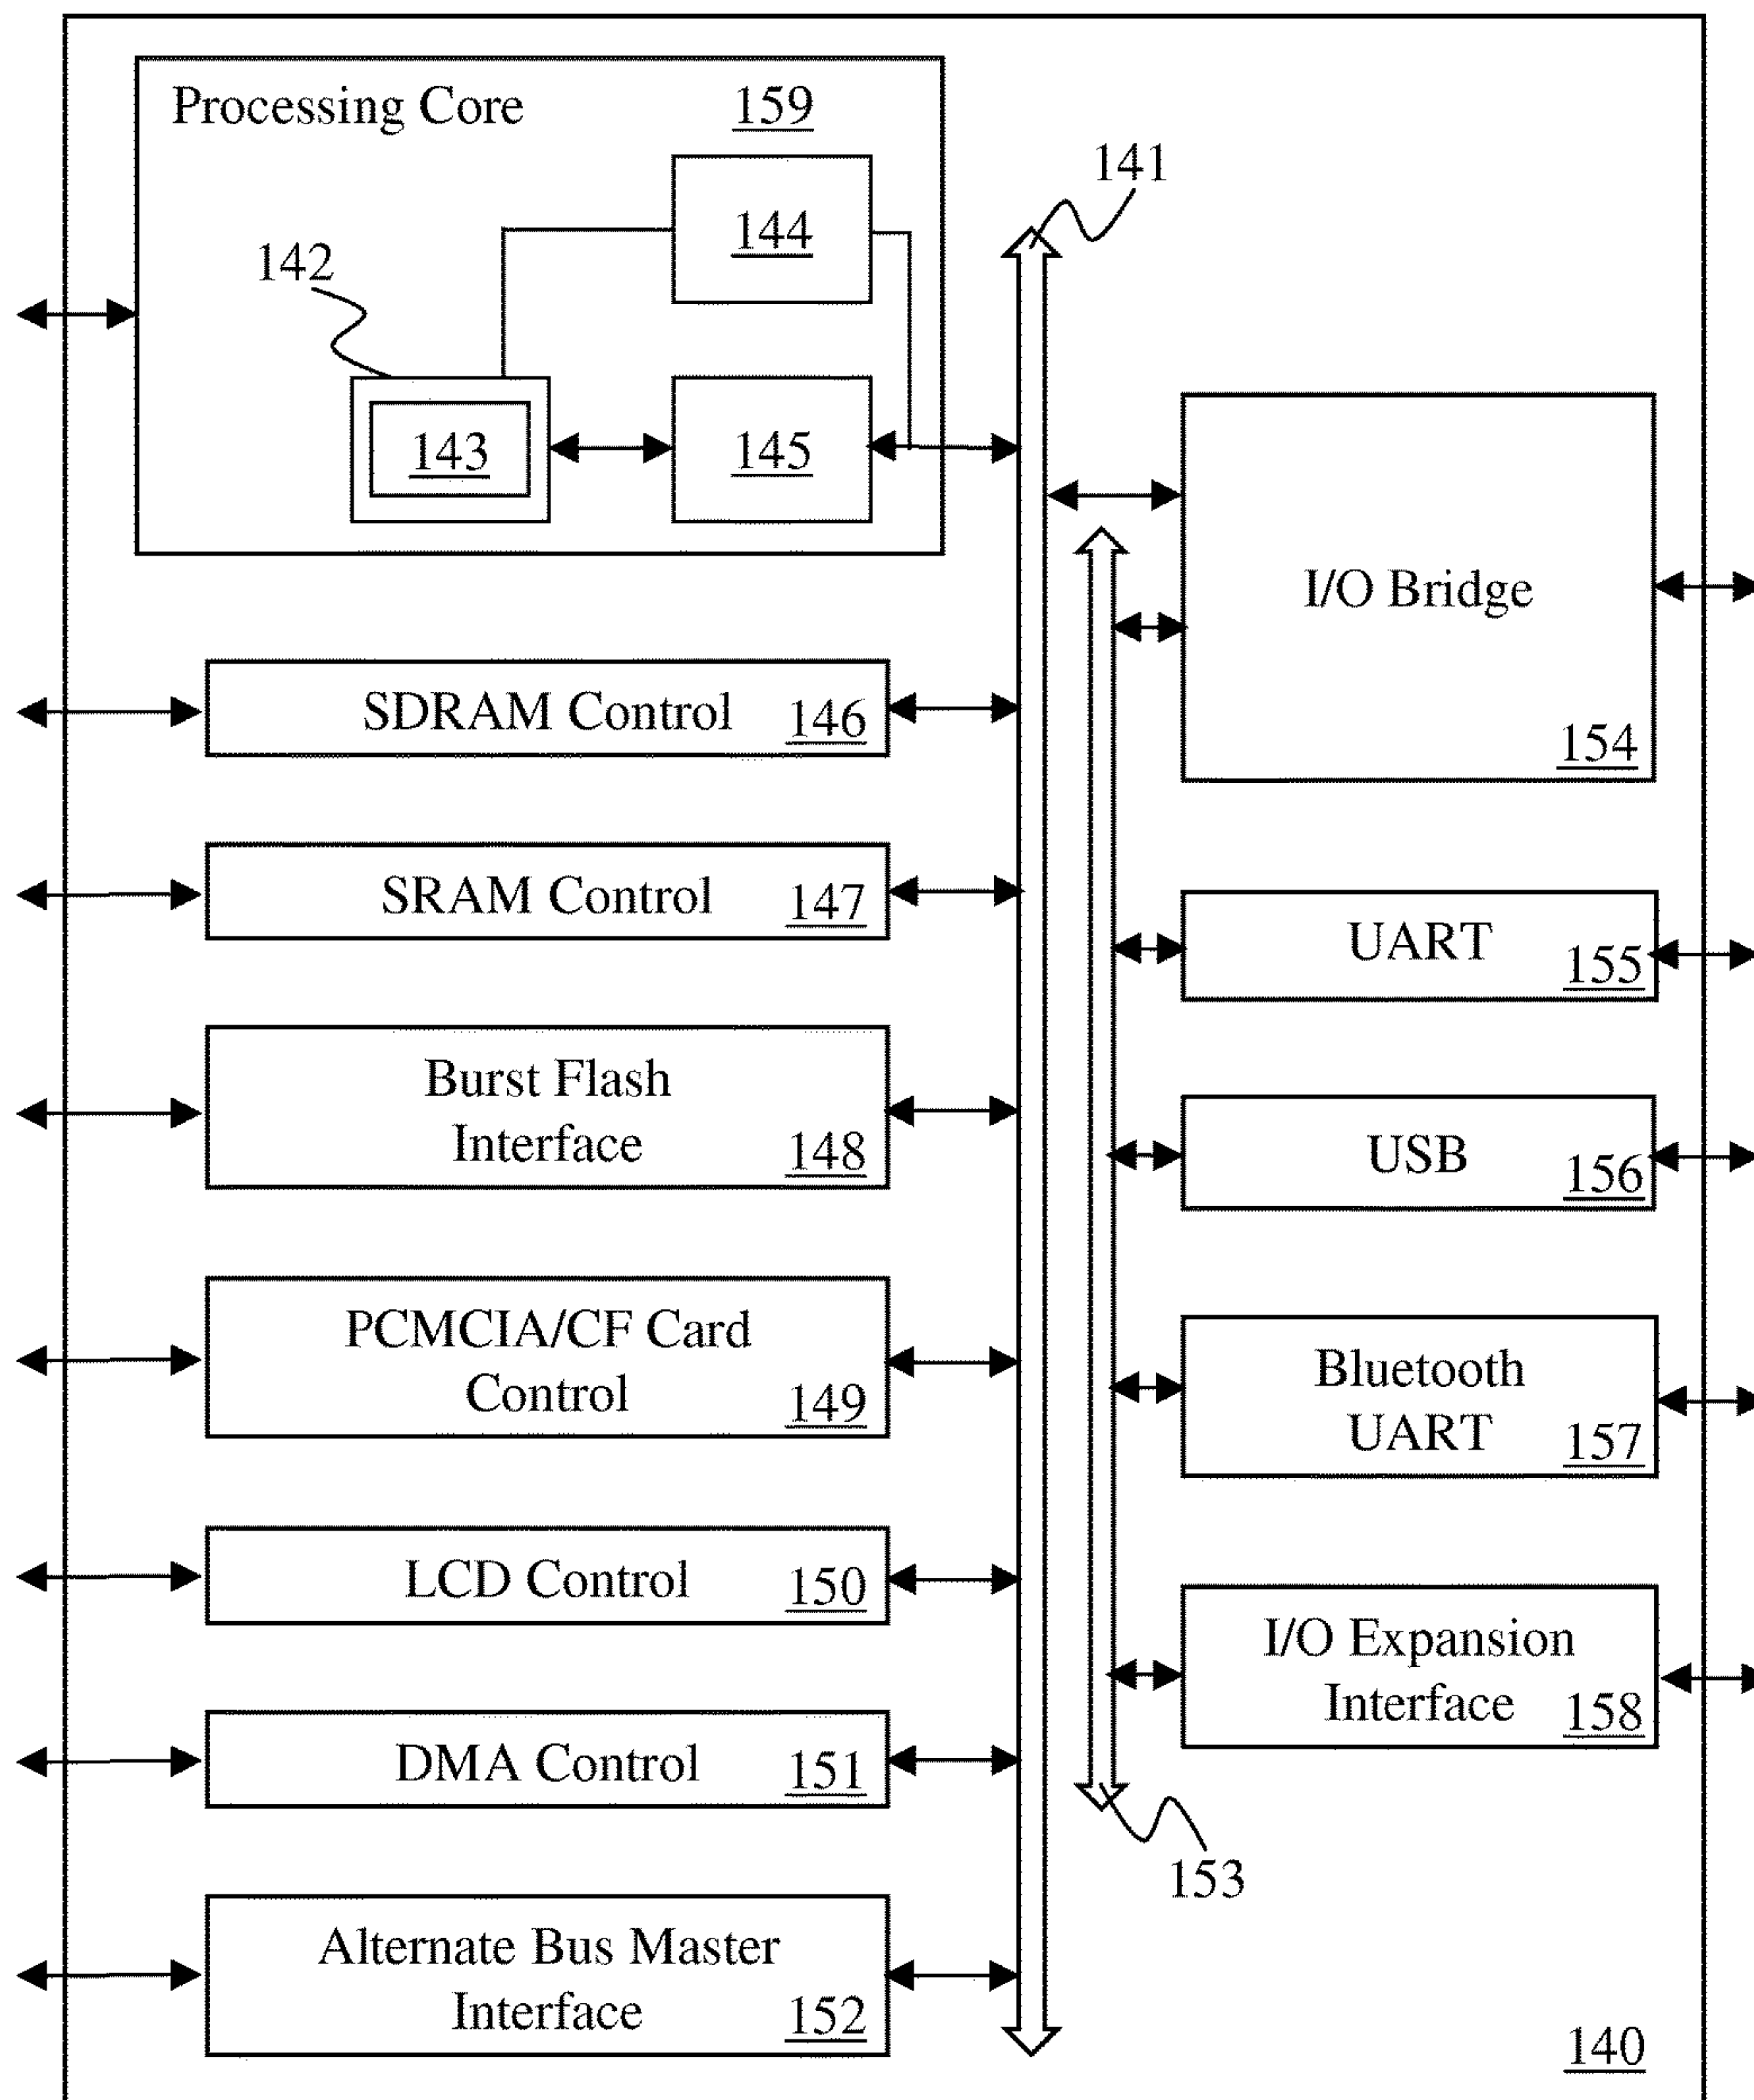 Processing Core 159
141
144
142
143
145
I/O Bridge
154
SDRAM Control 146
SRAM Control 147
UART 155
Burst Flash
Interface 148
USB 156
PCMCIA/CF Card
Control 149
Bluetooth
UART 157
LCD Control 150
I/O Expansion
Interface 158
DMA Control 151
153
Alternate Bus Master
Interface 152
140